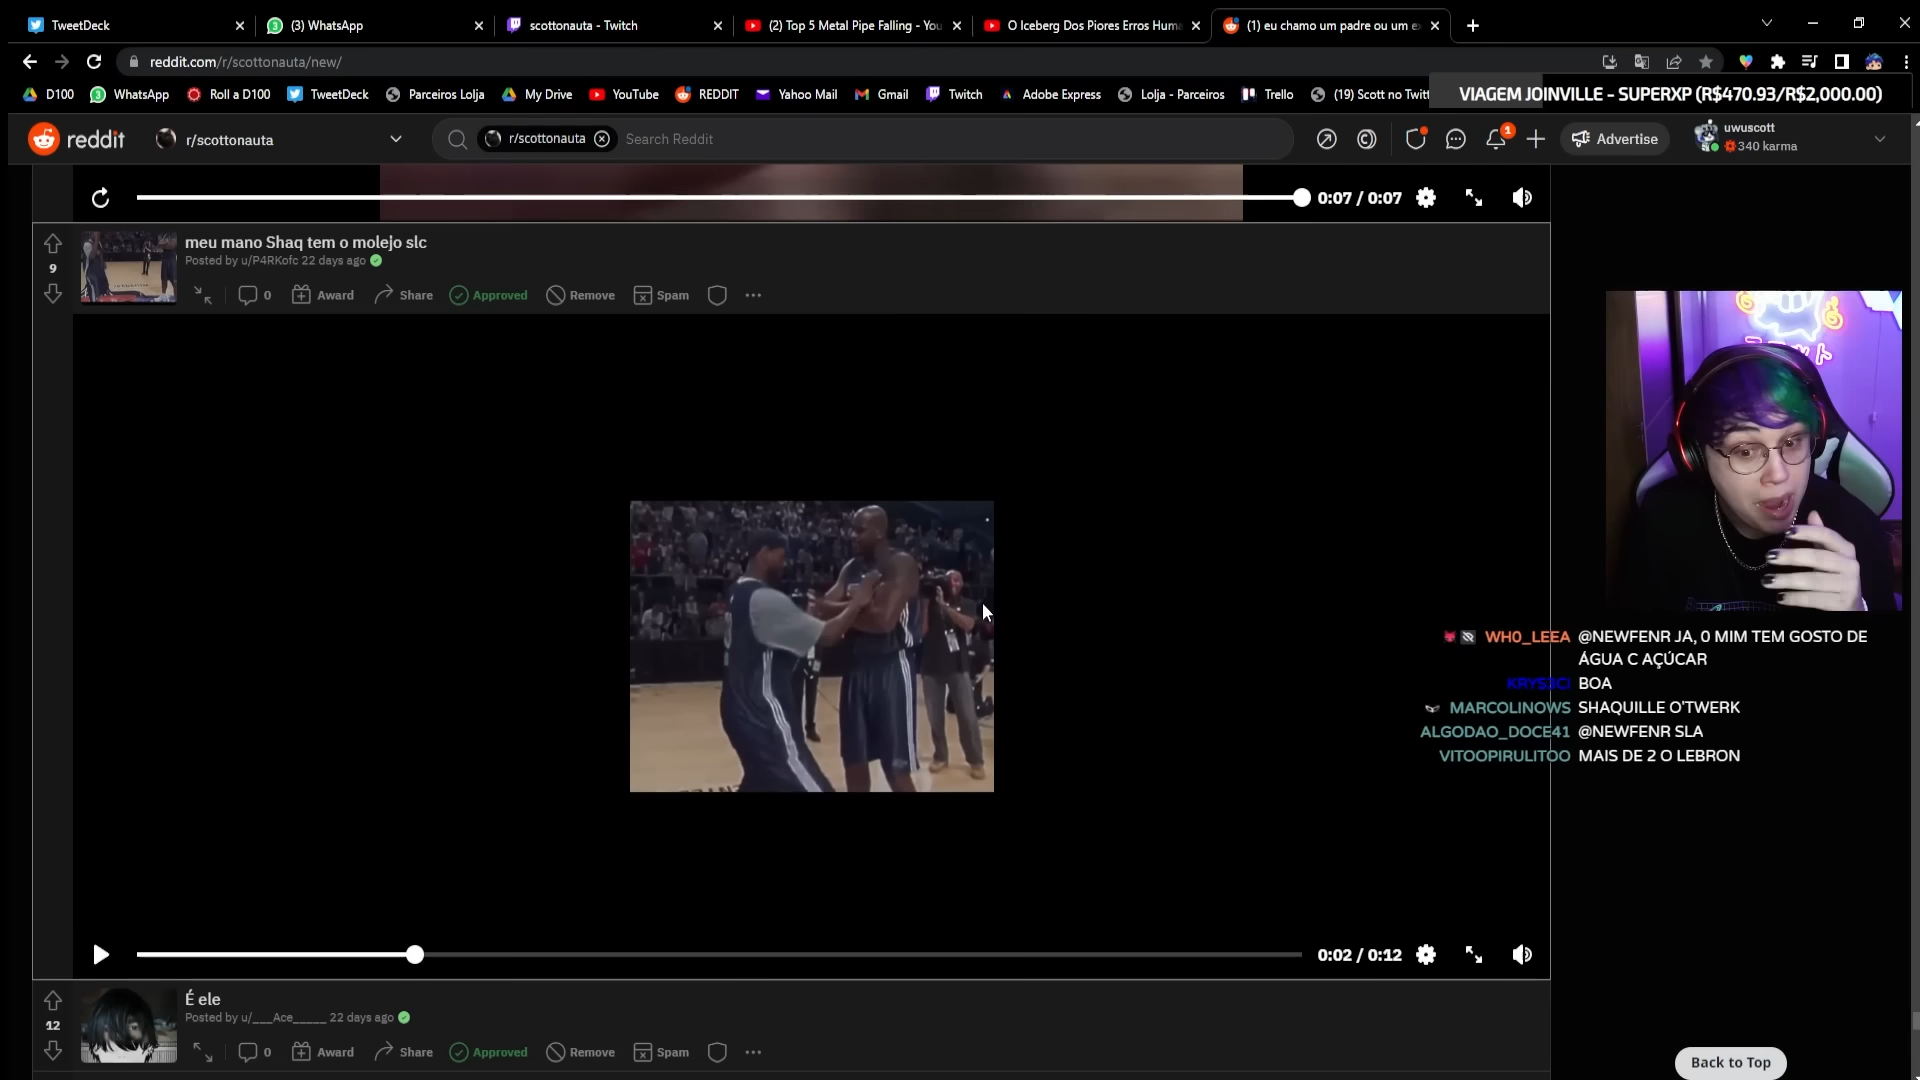 TweetDeck
(3) WhatsApp
scottonauta - Twitch
(2) Top 5 Metal Pipe Falling - You
O Iceberg Dos Piores Erros Huma
(1) eu chamo um padre ou um e
reddit.com/r/scottonauta/new/
D100 WhatsApp Roll a D100 TweetDeck Parceiros Lolja My Drive YouTube REDDIT Yahoo Mail Gmail Twitch Adobe Express Lolja - Parceiros Trello (19) Scott no Twitt
VIAGEM JOINVILLE - SUPERXP (R$470.93/R$2,000.00)
reddit r/scottonauta r/scottonauta Search Reddit 1 Advertise
uwuscott
340 karma
0:07 / 0:07
meu mano Shaq tem o molejo slc
Posted by u/P4RKofc 22 days ago
9
0 Award Share Approved Remove Spam
WH0_LEEA @NEWFENR JA, 0 MIM TEM GOSTO DE
ÁGUA C AÇÚCAR
KRYS3CI BOA
MARCOLINOWS SHAQUILLE O'TWERK
ALGODAO_DOCE41 @NEWFENR SLA
VITOOPIRULITOO MAIS DE 2 O LEBRON
0:02 / 0:12
É ele
Posted by u/___Ace_____ 22 days ago
12
0 Award Share Approved Remove Spam
Back to Top